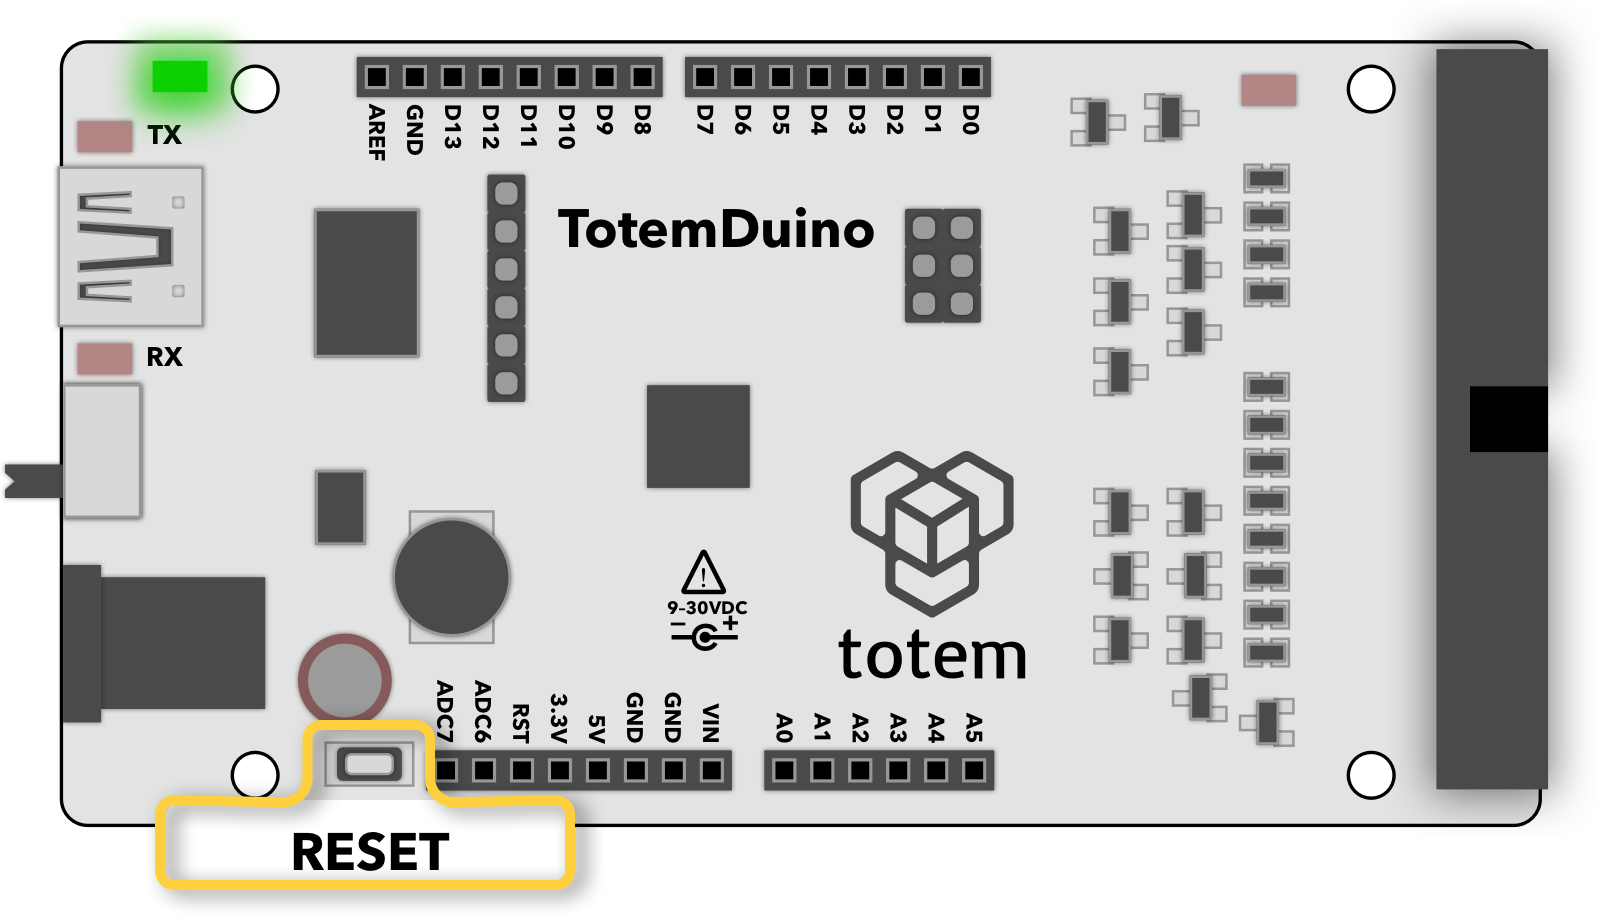 TX
AREF GND D13 D12 D11 D10 D9 D8 D7 D6 D5 D4 D3 D2 D1 D0
TotemDuino
RX
!
9-30VDC
- +
totem
ADC7 ADC6 RST 3.3V 5V GND GND VIN A0 A1 A2 A3 A4 A5
RESET